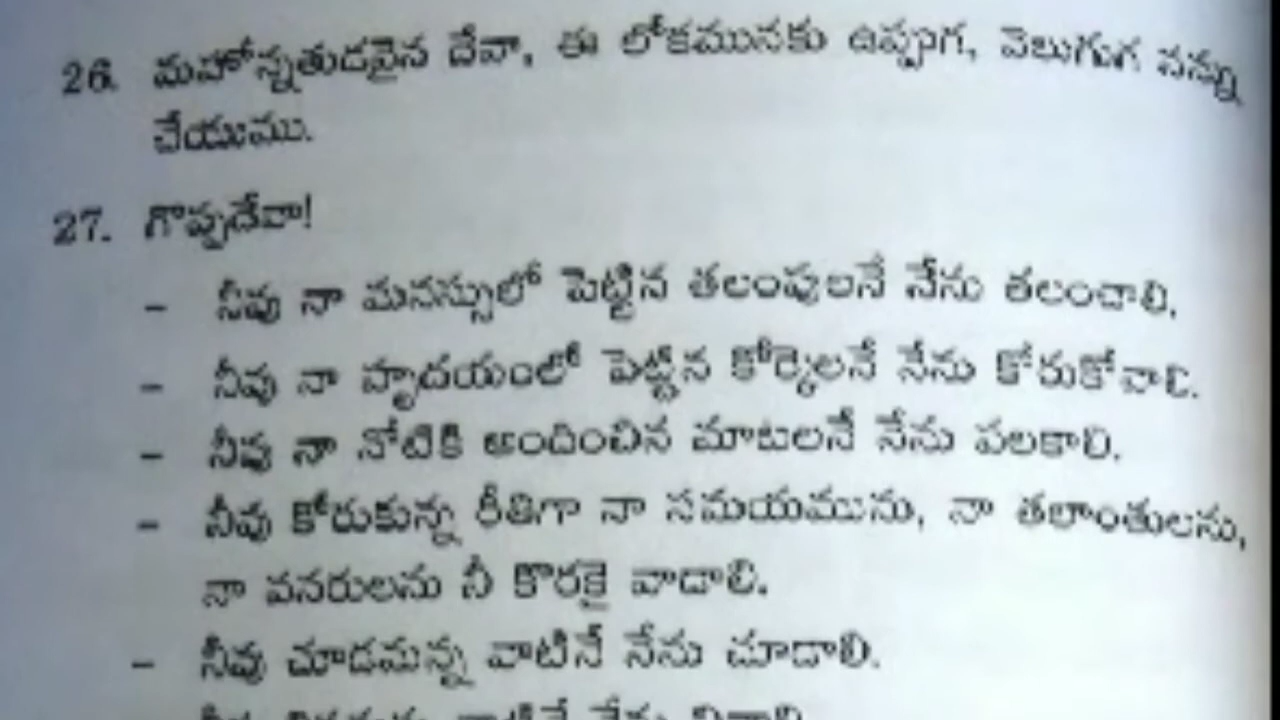 26. మహోన్నతుడవైన దేవా, ఈ లోకమునకు ఉప్పుగ, వెలుగుగ నన్ను
చేయుము.
27. గొప్పదేవా!
- నీవు నా మనస్సులో పెట్టిన తలంపులనే నేను తలంచాలి.
- నీవు నా హృదయంలో పెట్టిన కోర్కెలనే నేను కోరుకోవాలి.
- నీవు నా నోటికి అందించిన మాటలనే నేను పలకాలి.
- నీవు కోరుకున్న రీతిగా నా సమయమును, నా తలాంతులను,
నా వనరులను నీ కొరకై వాడాలి.
- నీవు చూడమన్న వాటినే నేను చూడాలి.